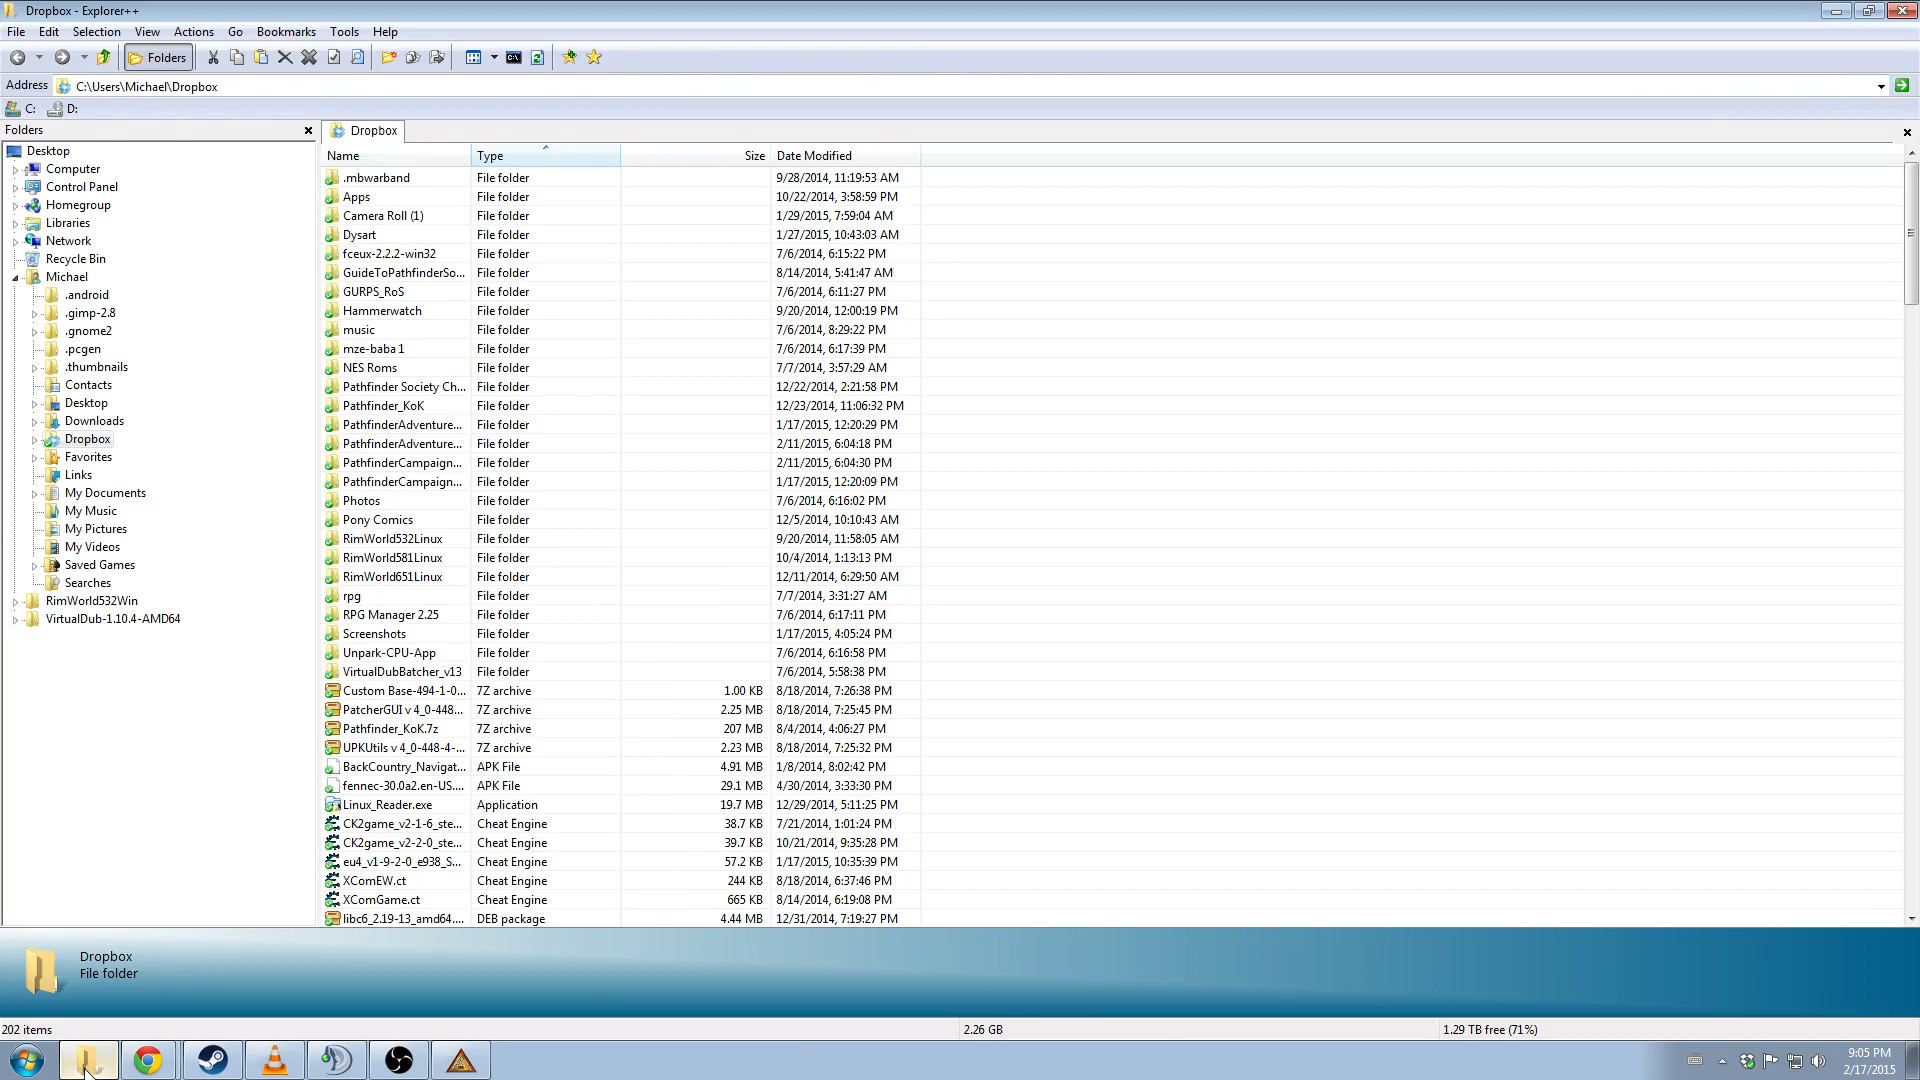 Dropbox - Explorer++
File Edit Selection View Actions Go Bookmarks Tools Help
Folders
Address C:\Users\Michael\Dropbox
C: D:
Folders
Desktop
Computer
Control Panel
Homegroup
Libraries
Network
Recycle Bin
Michael
.android
.gimp-2.8
.gnome2
.pcgen
.thumbnails
Contacts
Desktop
Downloads
Dropbox
Favorites
Links
My Documents
My Music
My Pictures
My Videos
Saved Games
Searches
RimWorld532Win
VirtualDub-1.10.4-AMD64
Dropbox
Name Type Size Date Modified
.mbwarband File folder 9/28/2014, 11:19:53 AM
Apps File folder 10/22/2014, 3:58:59 PM
Camera Roll (1) File folder 1/29/2015, 7:59:04 AM
Dysart File folder 1/27/2015, 10:43:03 AM
fceux-2.2.2-win32 File folder 7/6/2014, 6:15:22 PM
GuideToPathfinderSo... File folder 8/14/2014, 5:41:47 AM
GURPS_RoS File folder 7/6/2014, 6:11:27 PM
Hammerwatch File folder 9/20/2014, 12:00:19 PM
music File folder 7/6/2014, 8:29:22 PM
mze-baba 1 File folder 7/6/2014, 6:17:39 PM
NES Roms File folder 7/7/2014, 3:57:29 AM
Pathfinder Society Ch... File folder 12/22/2014, 2:21:58 PM
Pathfinder_KoK File folder 12/23/2014, 11:06:32 PM
PathfinderAdventure... File folder 1/17/2015, 12:20:29 PM
PathfinderAdventure... File folder 2/11/2015, 6:04:18 PM
PathfinderCampaign... File folder 2/11/2015, 6:04:30 PM
PathfinderCampaign... File folder 1/17/2015, 12:20:09 PM
Photos File folder 7/6/2014, 6:16:02 PM
Pony Comics File folder 12/5/2014, 10:10:43 AM
RimWorld532Linux File folder 9/20/2014, 11:58:05 AM
RimWorld581Linux File folder 10/4/2014, 1:13:13 PM
RimWorld651Linux File folder 12/11/2014, 6:29:50 AM
rpg File folder 7/7/2014, 3:31:27 AM
RPG Manager 2.25 File folder 7/6/2014, 6:17:11 PM
Screenshots File folder 1/17/2015, 4:05:24 PM
Unpark-CPU-App File folder 7/6/2014, 6:16:58 PM
VirtualDubBatcher_v13 File folder 7/6/2014, 5:58:38 PM
Custom Base-494-1-0... 7Z archive 1.00 KB 8/18/2014, 7:26:38 PM
PatcherGUI v 4_0-448... 7Z archive 2.25 MB 8/18/2014, 7:25:45 PM
Pathfinder_KoK.7z 7Z archive 207 MB 8/4/2014, 4:06:27 PM
UPKUtils v 4_0-448-4-... 7Z archive 2.23 MB 8/18/2014, 7:25:32 PM
BackCountry_Navigat... APK File 4.91 MB 1/8/2014, 8:02:42 PM
fennec-30.0a2.en-US.... APK File 29.1 MB 4/30/2014, 3:33:30 PM
Linux_Reader.exe Application 19.7 MB 12/29/2014, 5:11:25 PM
CK2game_v2-1-6_ste... Cheat Engine 38.7 KB 7/21/2014, 1:01:24 PM
CK2game_v2-2-0_ste... Cheat Engine 39.7 KB 10/21/2014, 9:35:28 PM
eu4_v1-9-2-0_e938_S... Cheat Engine 57.2 KB 1/17/2015, 10:35:39 PM
XComEW.ct Cheat Engine 244 KB 8/18/2014, 6:37:46 PM
XComGame.ct Cheat Engine 665 KB 8/14/2014, 6:19:08 PM
libc6_2.19-13_amd64.... DEB package 4.44 MB 12/31/2014, 7:19:27 PM
Dropbox
File folder
202 items 2.26 GB 1.29 TB free (71%)
9:05 PM
2/17/2015